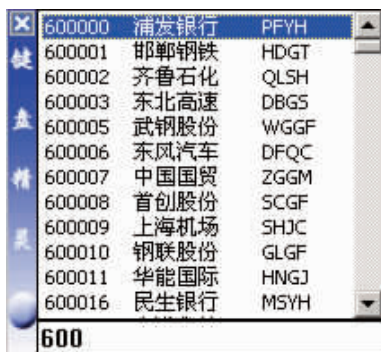 键盘精灵
600000 浦发银行 PFYH
600001 邯郸钢铁 HDGT
600002 齐鲁石化 QLSH
600003 东北高速 DBGS
600005 武钢股份 WGGF
600006 东风汽车 DFQC
600007 中国国贸 ZGGM
600008 首创股份 SCGF
600009 上海机场 SHJC
600010 钢联股份 GLGF
600011 华能国际 HNGJ
600016 民生银行 MSYH
600